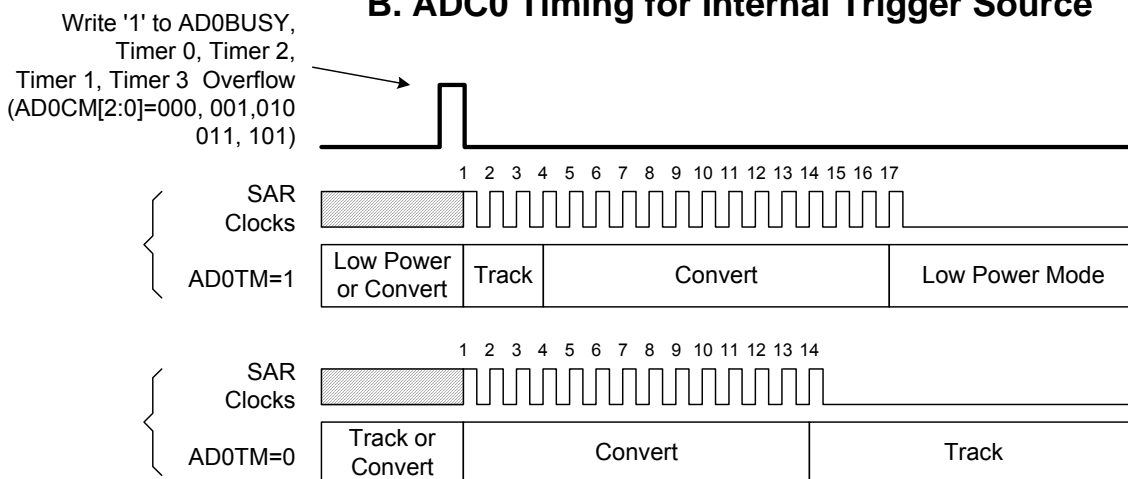 B. ADC0 Timing for Internal Trigger Source
Write '1' to AD0BUSY,
Timer 0, Timer 2,
Timer 1, Timer 3 Overflow
(AD0CM[2:0]=000, 001,010
011, 101)
1 2 3 4 5 6 7 8 9 10 11 12 13 14 15 16 17
SAR
Clocks
AD0TM=1
Low Power
or Convert
Track
Convert
Low Power Mode
1 2 3 4 5 6 7 8 9 10 11 12 13 14
SAR
Clocks
AD0TM=0
Track or
Convert
Convert
Track